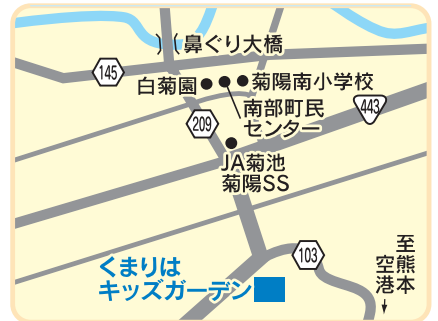 鼻ぐり大橋
145
白菊園
菊陽南小学校
南部町民
センター
443
209
JA菊池
菊陽SS
103
至熊本
空港
くまりは
キッズガーデン